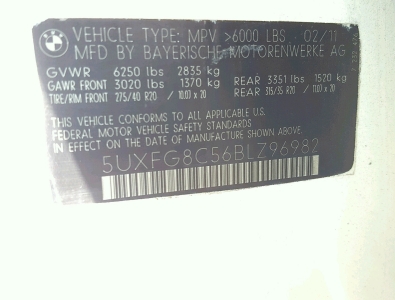 VEHICLE TYPE: MPV >6000 LBS - 02/11
MFD BY BAYERISCHE MOTORENWERKE AG
GVWR 6250 lbs 2835 kg
GAWR FRONT 3020 lbs 1370 kg REAR 3351 lbs 1520 kg
TIRE/RIM FRONT 275/40 R20 / 10.0J x 20 REAR 315/35 R20 / 11.0J x 20
THIS VEHICLE CONFORMS TO ALL APPLICABLE U.S.
FEDERAL MOTOR VEHICLE SAFETY STANDARDS
IN EFFECT ON THE DATE OF MANUFACTURE SHOWN ABOVE.
5UXFG8C56BLZ96982